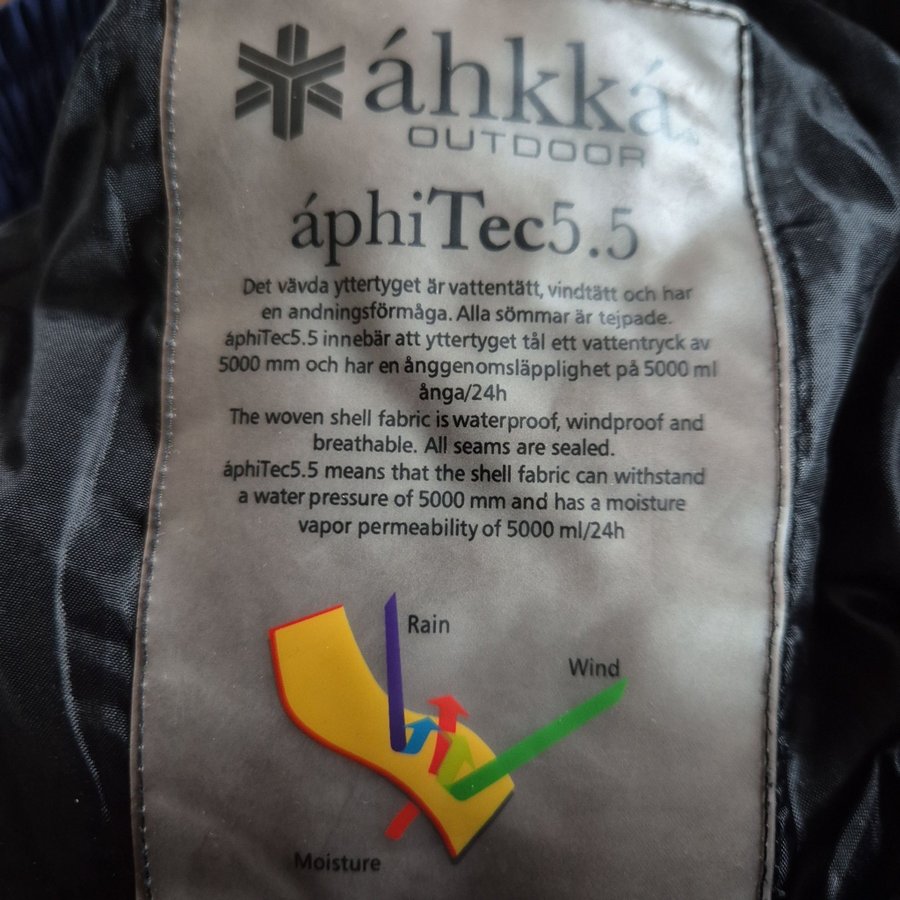 áhkká
OUTDOOR
áphiTec5.5
Det vävda yttertyget är vattentätt, vindtätt och har
en andningsförmåga. Alla sömmar är tejpade.
áphiTec5.5 innebär att yttertyget tål ett vattentryck av
5000 mm och har en ånggenomsläpplighet på 5000 ml
ånga/24h
The woven shell fabric is waterproof, windproof and
breathable. All seams are sealed.
áphiTec5.5 means that the shell fabric can withstand
a water pressure of 5000 mm and has a moisture
vapor permeability of 5000 ml/24h
Rain
Wind
Moisture